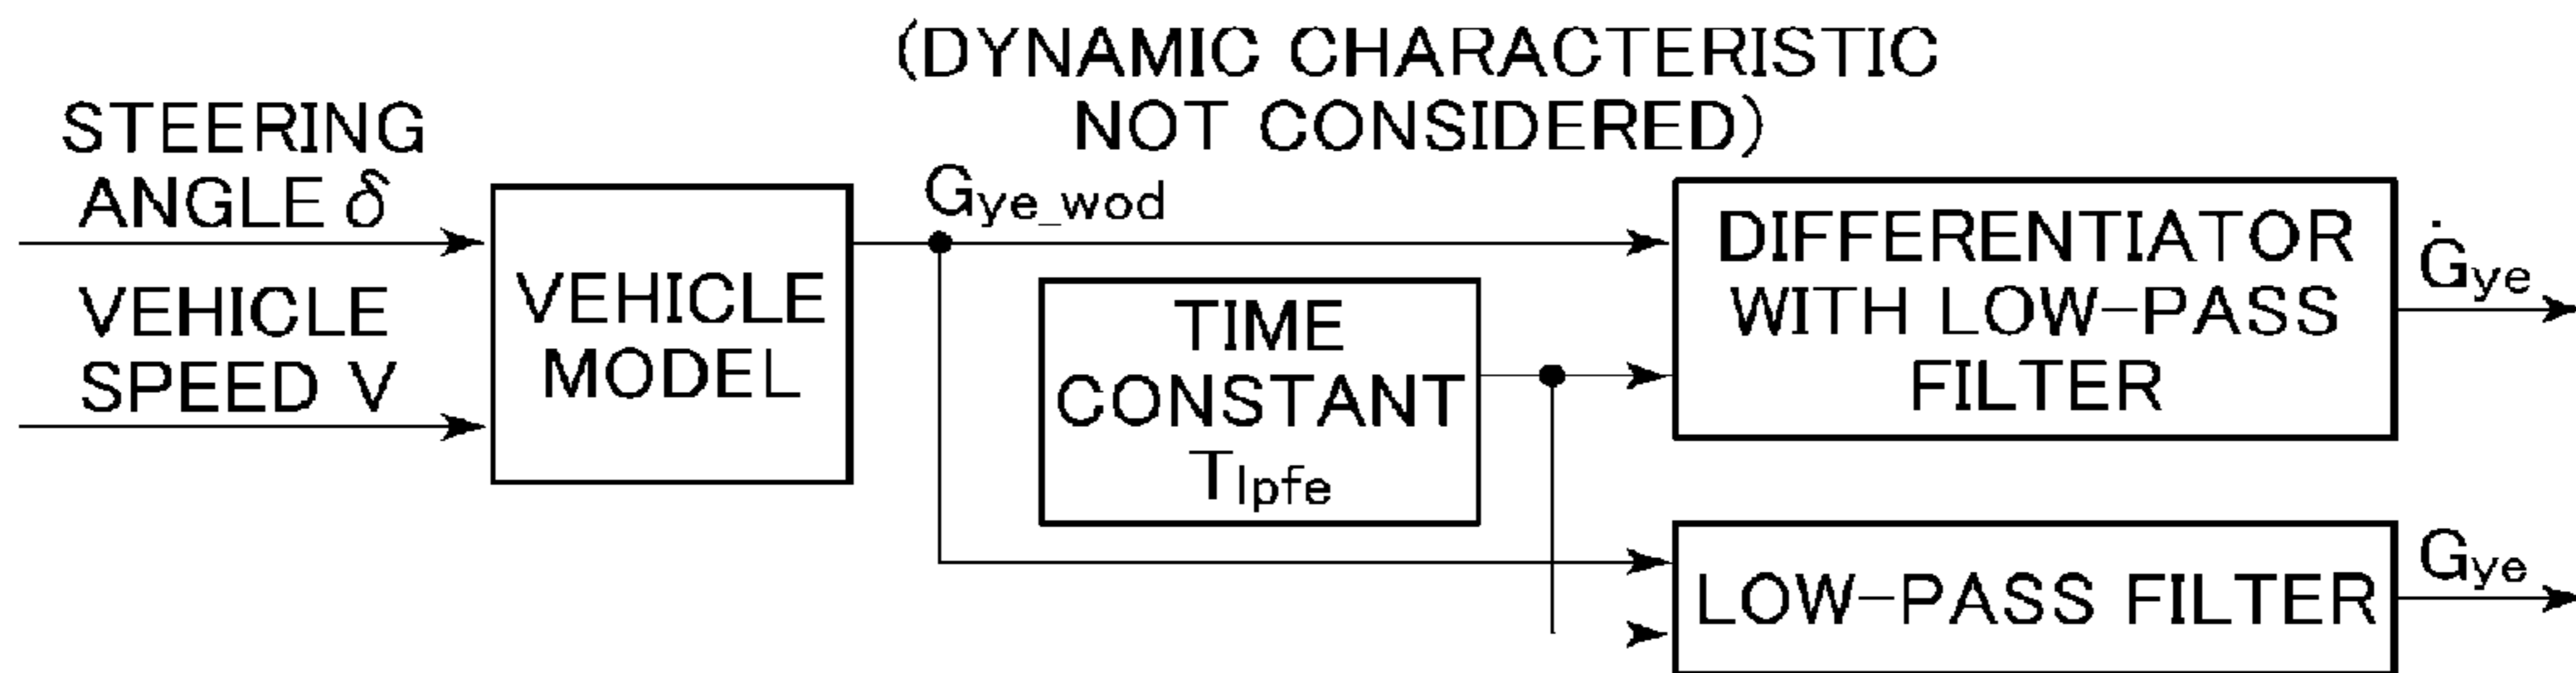 (DYNAMIC CHARACTERISTIC
NOT CONSIDERED)
STEERING
ANGLE δ
VEHICLE
SPEED V
VEHICLE
MODEL
Gye_wod
TIME
CONSTANT
Tlpfe
DIFFERENTIATOR
WITH LOW-PASS
FILTER
Ġye
LOW-PASS FILTER
Gye